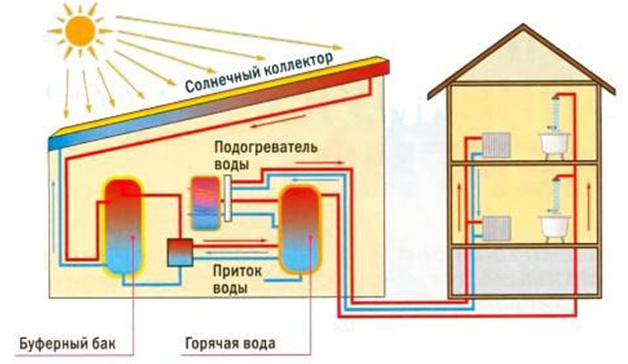 Солнечный коллектор
Подогреватель
воды
Приток
воды
Буферный бак
Горячая вода